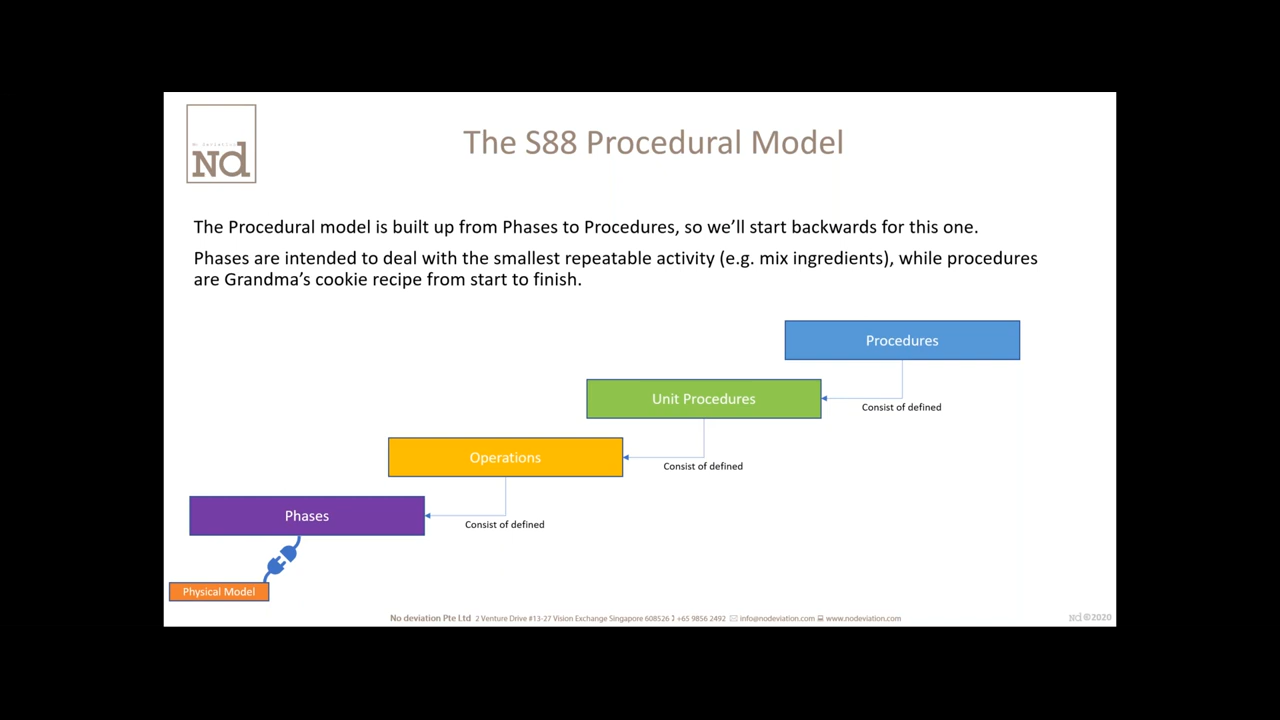 No deviation
Nd
The S88 Procedural Model
The Procedural model is built up from Phases to Procedures, so we'll start backwards for this one.
Phases are intended to deal with the smallest repeatable activity (e.g. mix ingredients), while procedures
are Grandma's cookie recipe from start to finish.
Procedures
Consist of defined
Unit Procedures
Consist of defined
Operations
Consist of defined
Phases
Physical Model
No deviation Pte Ltd 2 Venture Drive #13-27 Vision Exchange Singapore 608526 +65 9856 2492 info@nodeviation.com www.nodeviation.com
Nd ©2020